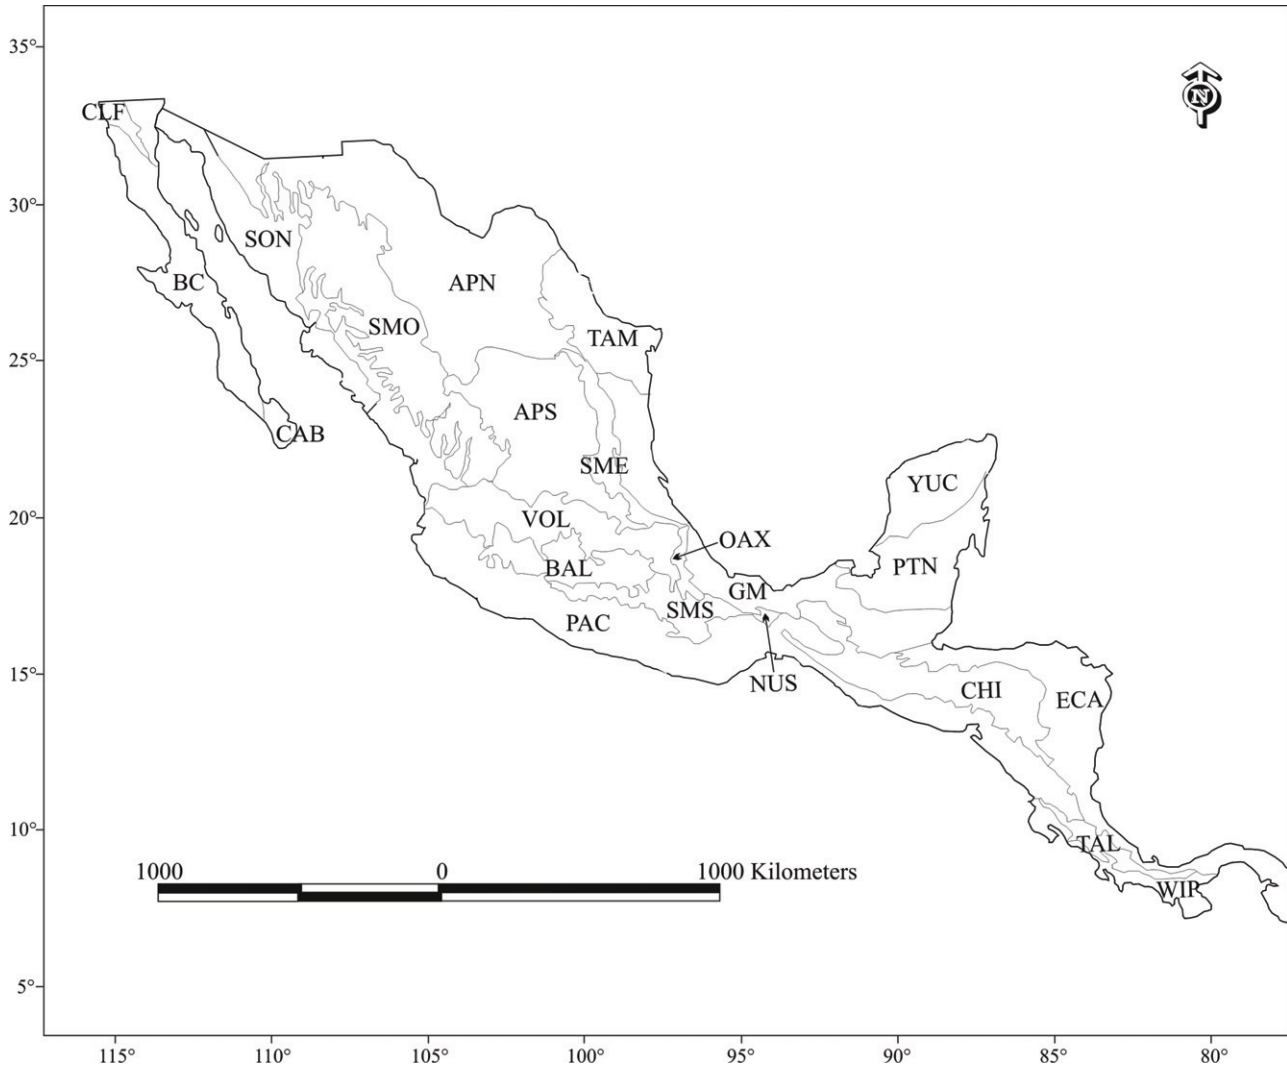 35°
N
CLF
30°
SON
BC
APN
SMO
TAM
25°
APS
CAB
SME
YUC
20°
VOL
OAX
BAL
PTN
GM
SMS
PAC
15°
NUS
CHI
ECA
10°
TAL
1000 0 1000 Kilometers
WIP
5°
115° 110° 105° 100° 95° 90° 85° 80°